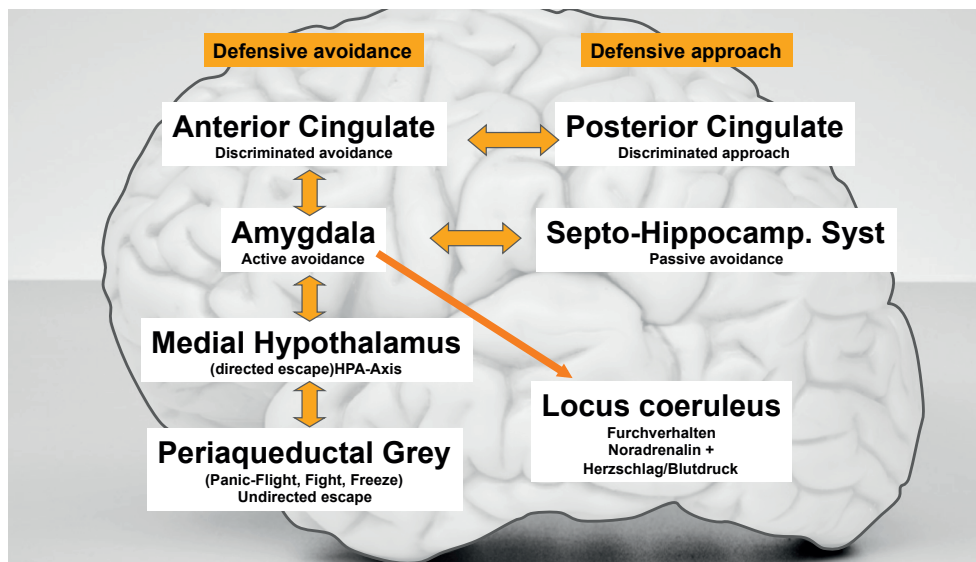 Defensive avoidance
Defensive approach
Anterior Cingulate
Discriminated avoidance
Posterior Cingulate
Discriminated approach
Amygdala
Active avoidance
Septo-Hippocamp. Syst
Passive avoidance
Medial Hypothalamus
(directed escape)HPA-Axis
Locus coeruleus
Furchverhalten
Noradrenalin +
Herzschlag/Blutdruck
Periaqueductal Grey
(Panic-Flight, Fight, Freeze)
Undirected escape